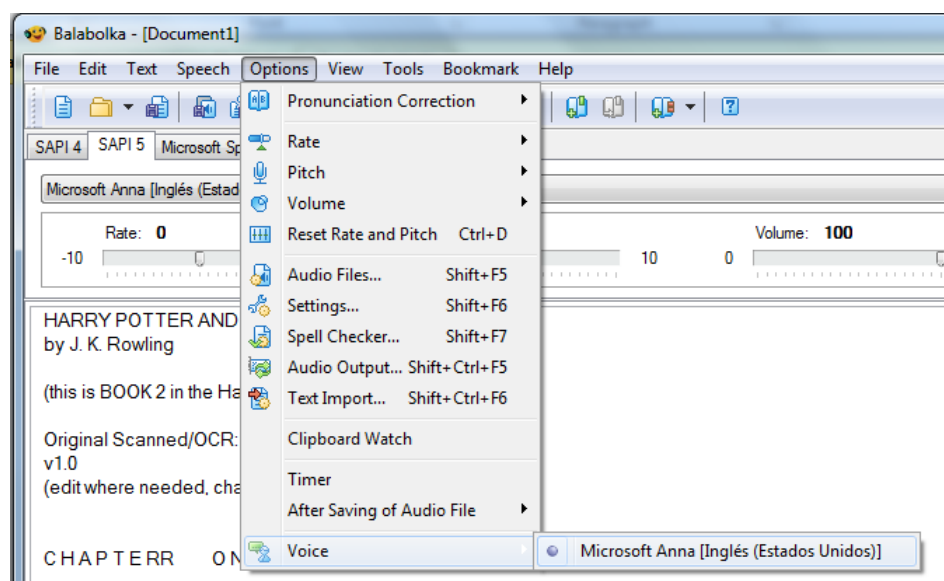 Balabolka - [Document1]
File Edit Text Speech Options View Tools Bookmark Help
SAPI 4 SAPI 5 Microsoft Sp
Microsoft Anna [Inglés (Estad
Rate: 0
Volume: 100
-10
10
0
HARRY POTTER AND
by J. K. Rowling
(this is BOOK 2 in the Ha
Original Scanned/OCR:
v1.0
(edit where needed, cha
CHAPTERR ON
Pronunciation Correction
Rate
Pitch
Volume
Reset Rate and Pitch Ctrl+D
Audio Files... Shift+F5
Settings... Shift+F6
Spell Checker... Shift+F7
Audio Output... Shift+Ctrl+F5
Text Import... Shift+Ctrl+F6
Clipboard Watch
Timer
After Saving of Audio File
Voice
Microsoft Anna [Inglés (Estados Unidos)]